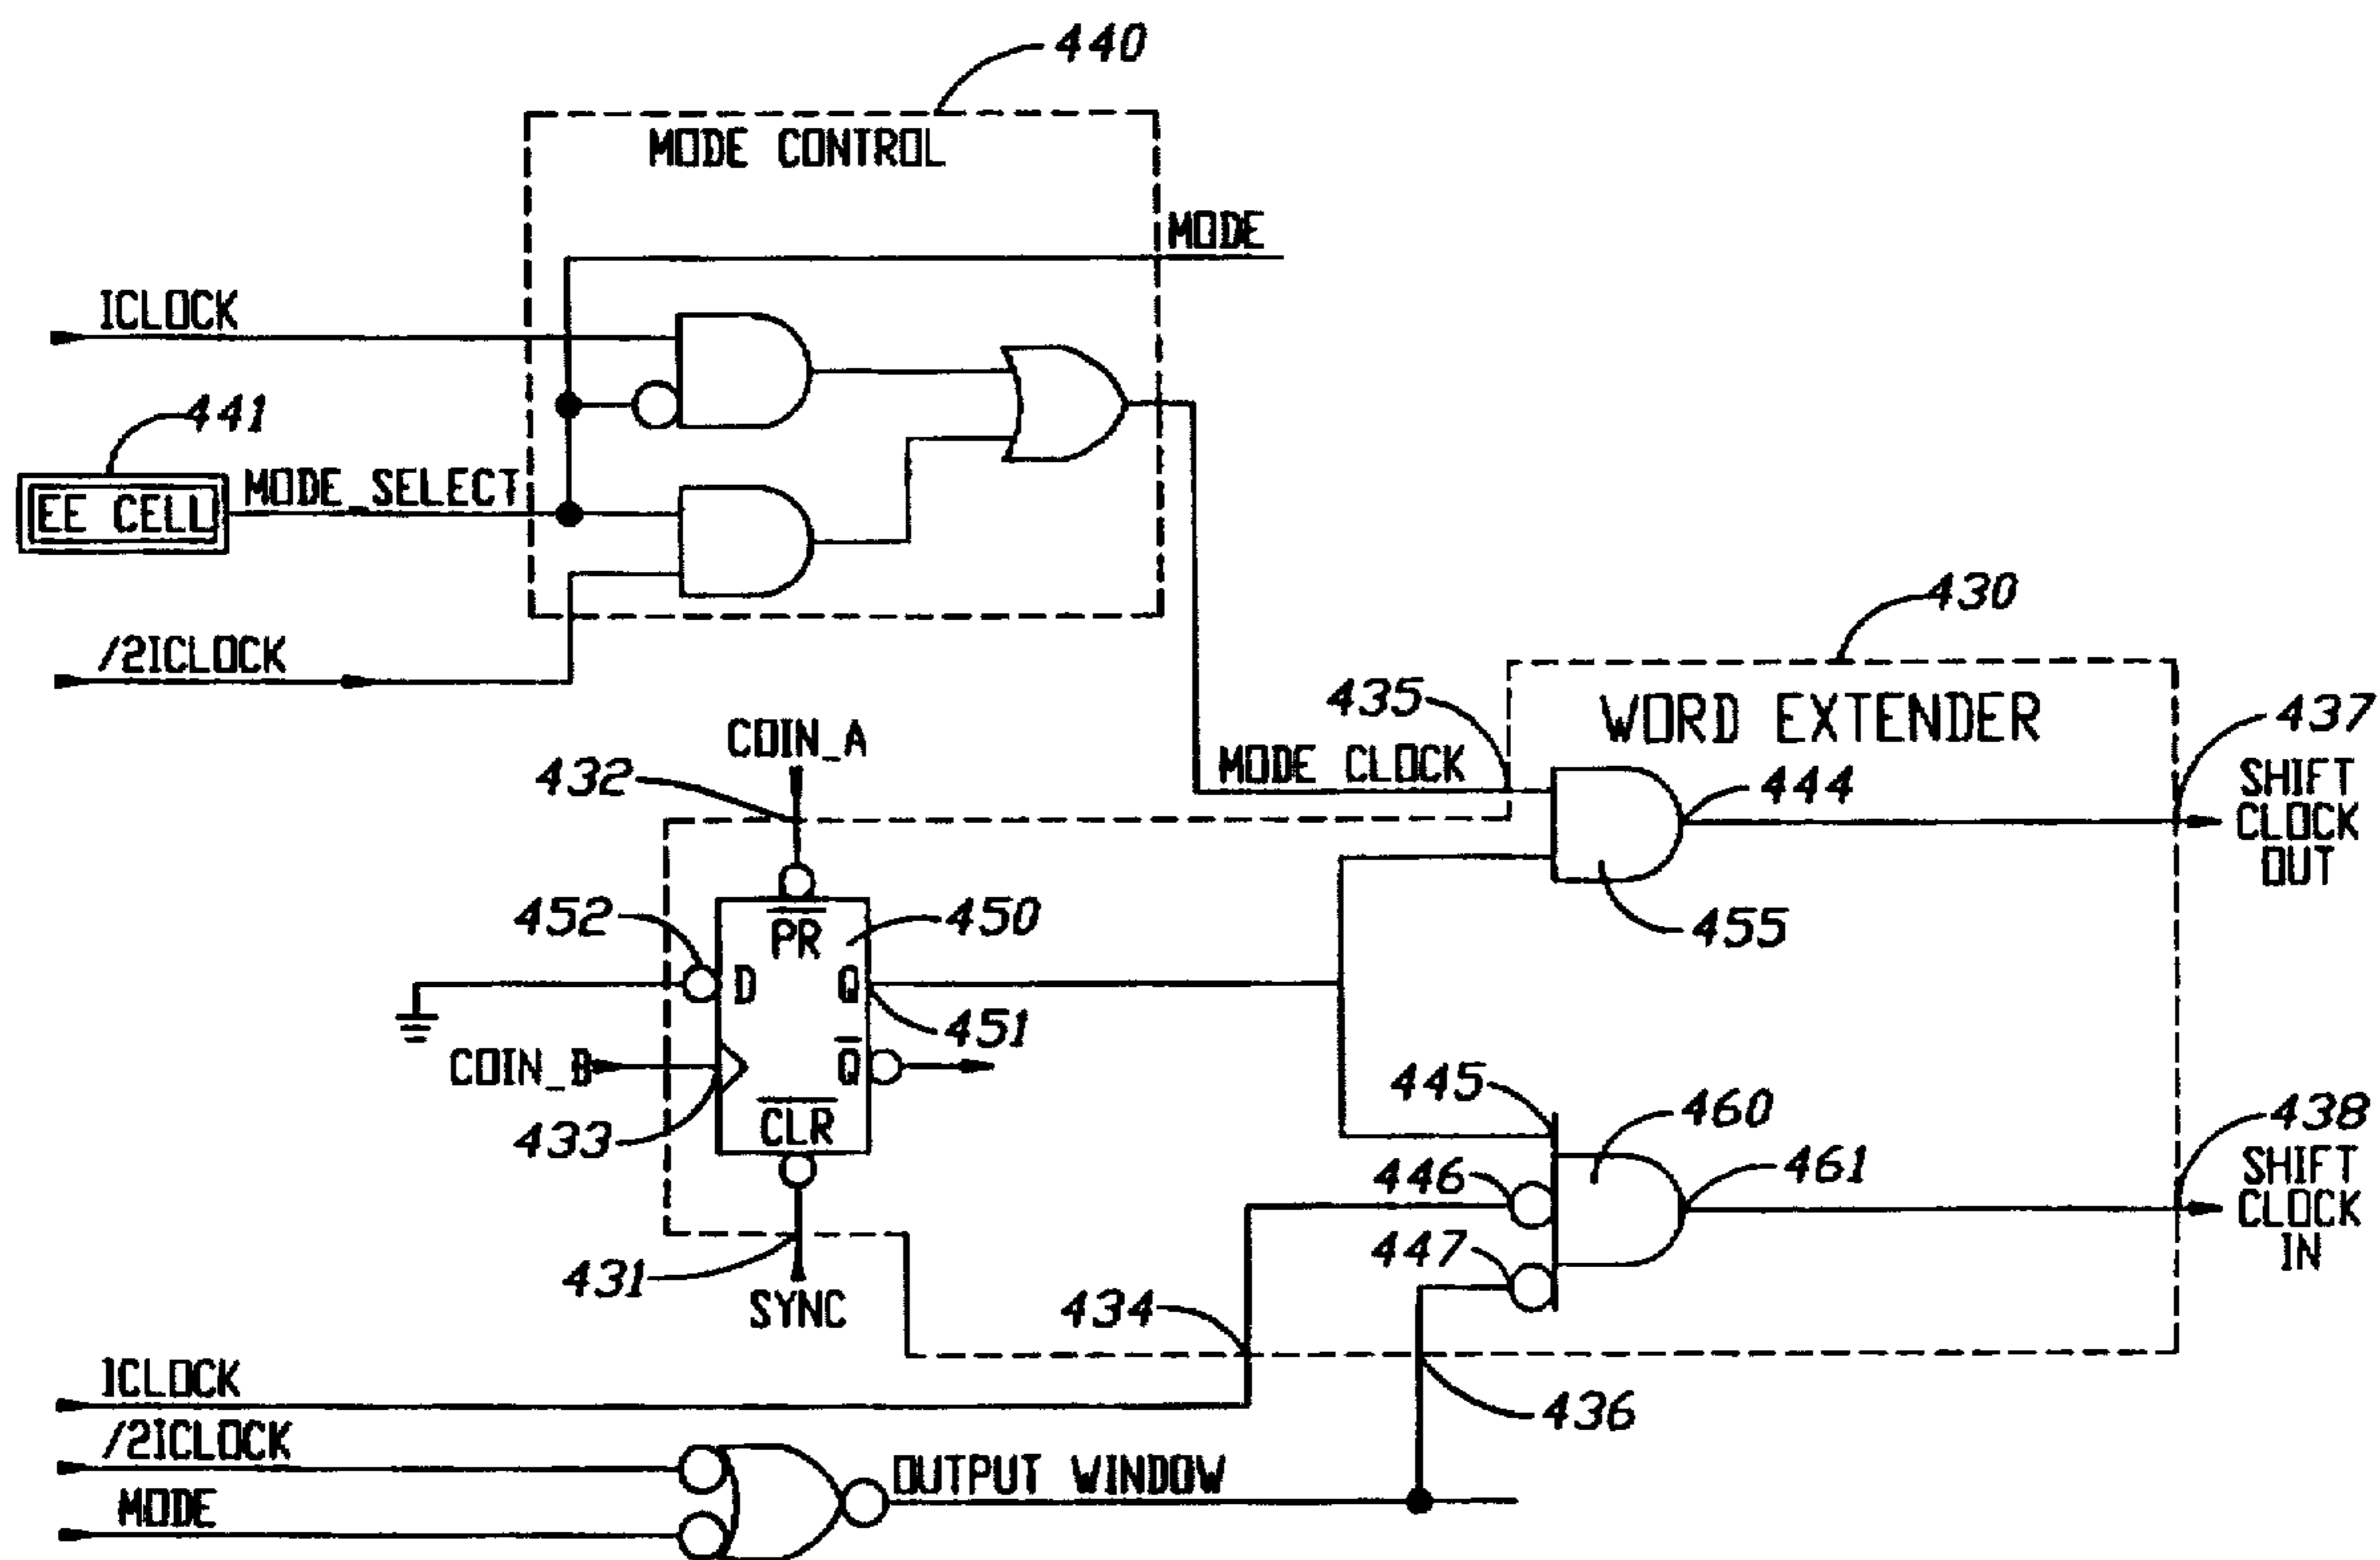 440
MODE CONTROL
MODE
ICLOCK
441
EE CELL
MODE_SELECT
/2ICLOCK
430
WORD EXTENDER
435
437
COIN_A
432
MODE CLOCK
444
SHIFT
CLOCK
OUT
455
452
PR
450
D
Q
451
COIN_B
Q
433
CLR
445
460
438
446
461
SHIFT
CLOCK
IN
447
431
SYNC
434
ICLOCK
436
/2ICLOCK
OUTPUT WINDOW
MODE